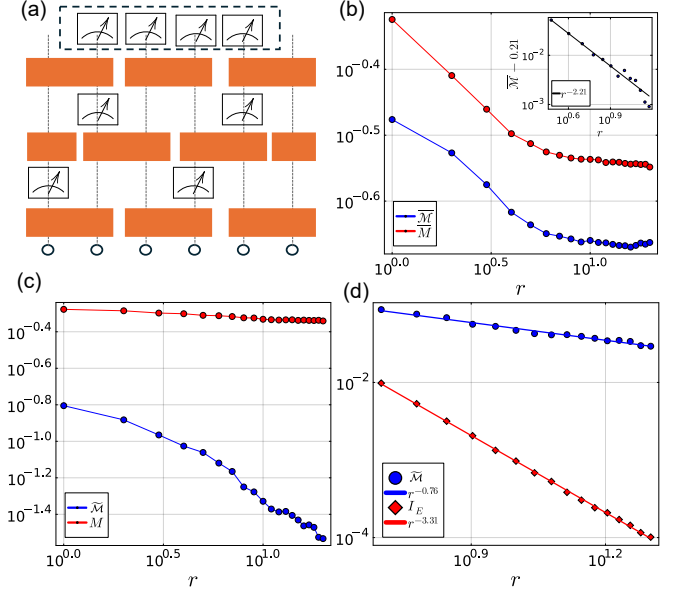 (a)
(b)
10^{-0.4}
10^{-0.5}
10^{-0.6}
10^{0.0}
10^{0.5}
10^{1.0}
r
\overline{\mathcal{M}}
\overline{M}
\overline{\mathcal{M}} − 0.21
10^{-2}
10^{-3}
r^{-2.21}
10^{0.6}
10^{0.9}
r
(c)
10^{-0.4}
10^{-0.6}
10^{-0.8}
10^{-1.0}
10^{-1.2}
10^{-1.4}
\widetilde{\mathcal{M}}
M
10^{0.0}
10^{0.5}
10^{1.0}
r
(d)
10^{-2}
10^{-4}
\widetilde{\mathcal{M}}
r^{-0.76}
I_E
r^{-3.31}
10^{0.9}
10^{1.2}
r